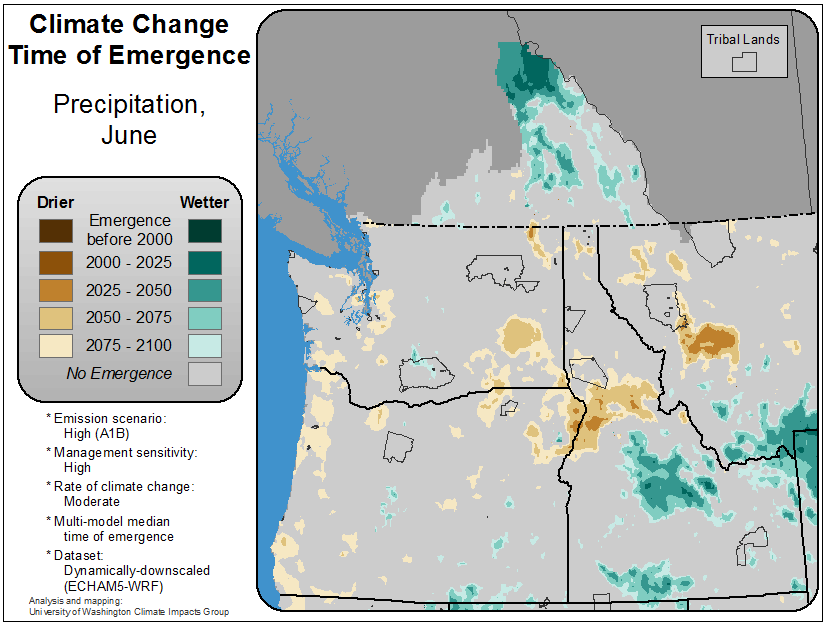 Climate Change
Time of Emergence
Precipitation,
June
Drier
Wetter
Emergence
before 2000
2000 - 2025
2025 - 2050
2050 - 2075
2075 - 2100
No Emergence
* Emission scenario:
High (A1B)
* Management sensitivity:
High
* Rate of climate change:
Moderate
* Multi-model median
time of emergence
* Dataset:
Dynamically-downscaled
(ECHAM5-WRF)
Analysis and mapping:
University of Washington Climate Impacts Group
Tribal Lands